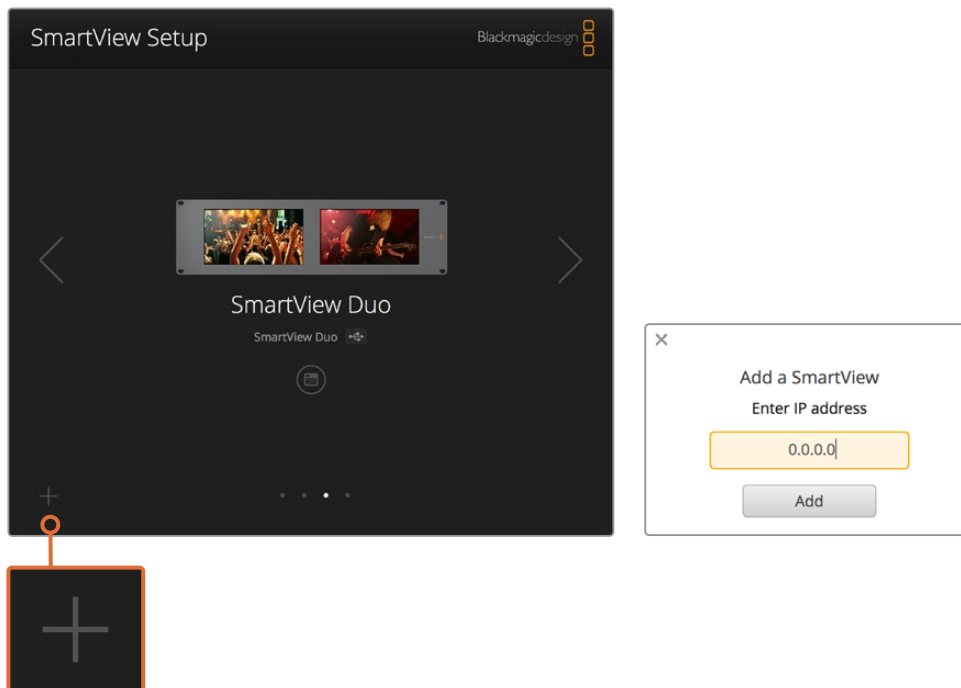 SmartView Setup
Blackmagicdesign
SmartView Duo
SmartView Duo
Add a SmartView
Enter IP address
0.0.0.0
Add